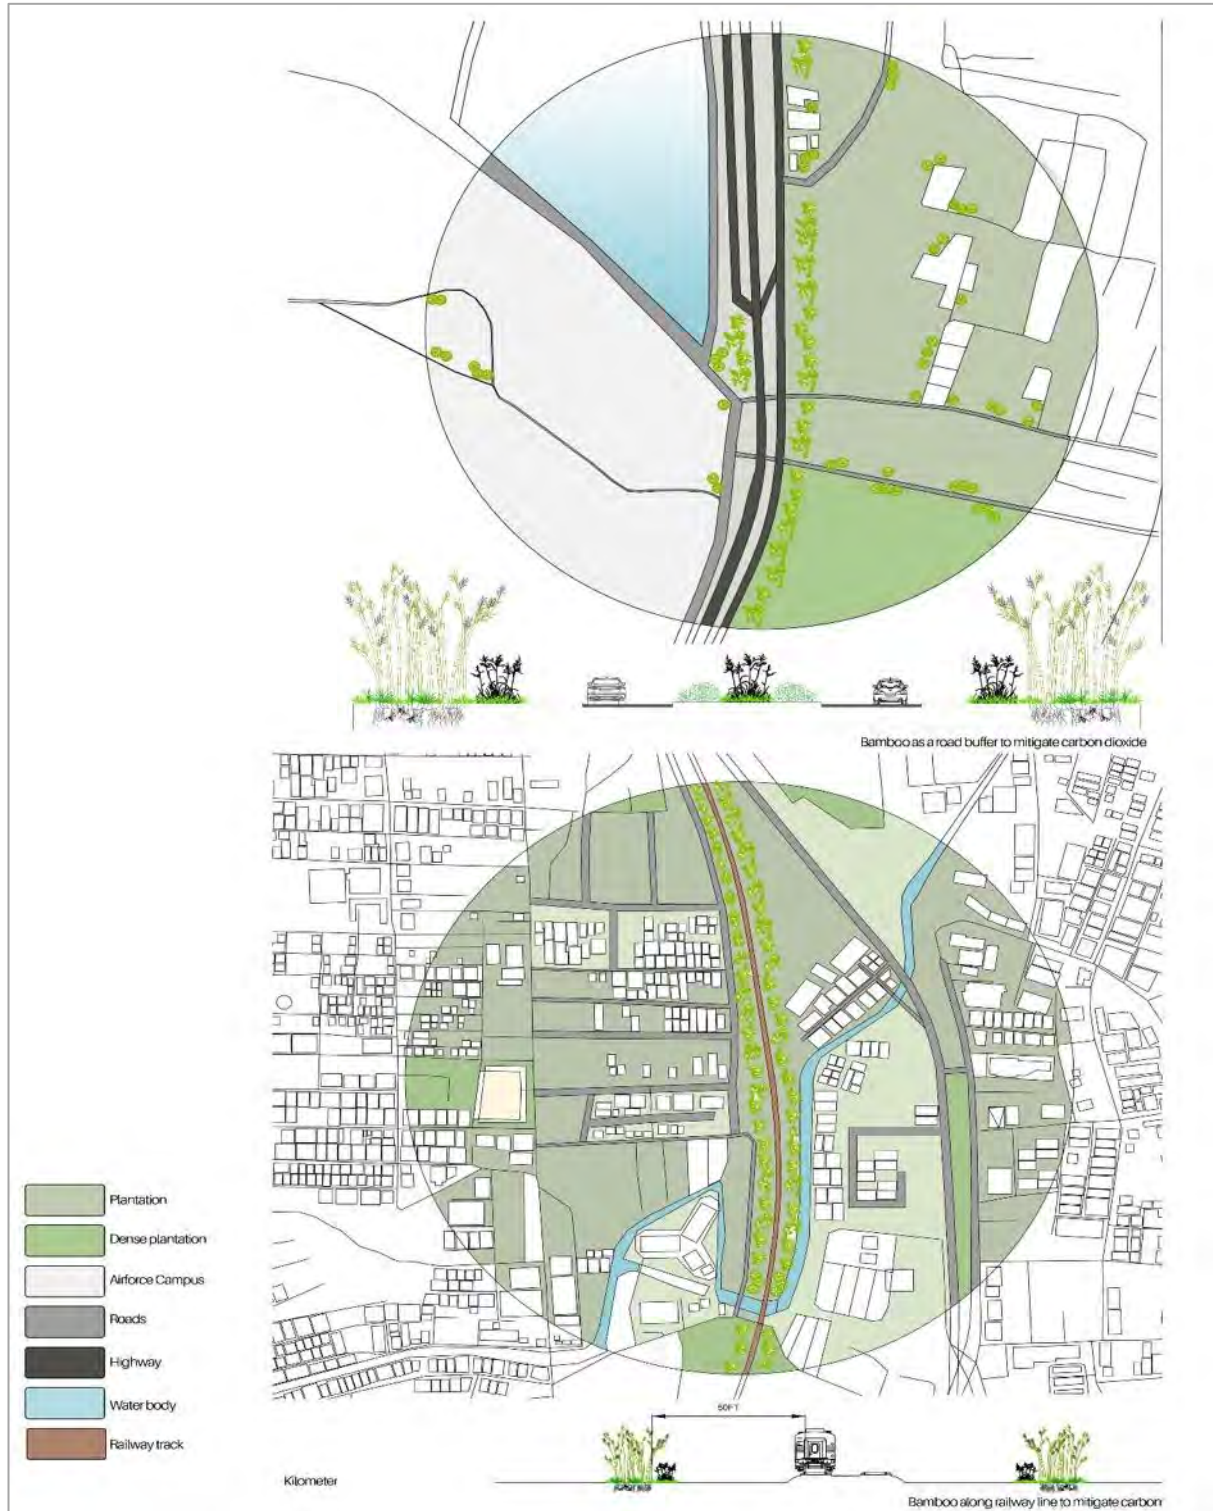 Bamboo as a road buffer to mitigate carbon dioxide
Plantation
Dense plantation
Airforce Campus
Roads
Highway
Water body
Railway track
50FT
Kilometer
Bamboo along railway line to mitigate carbon